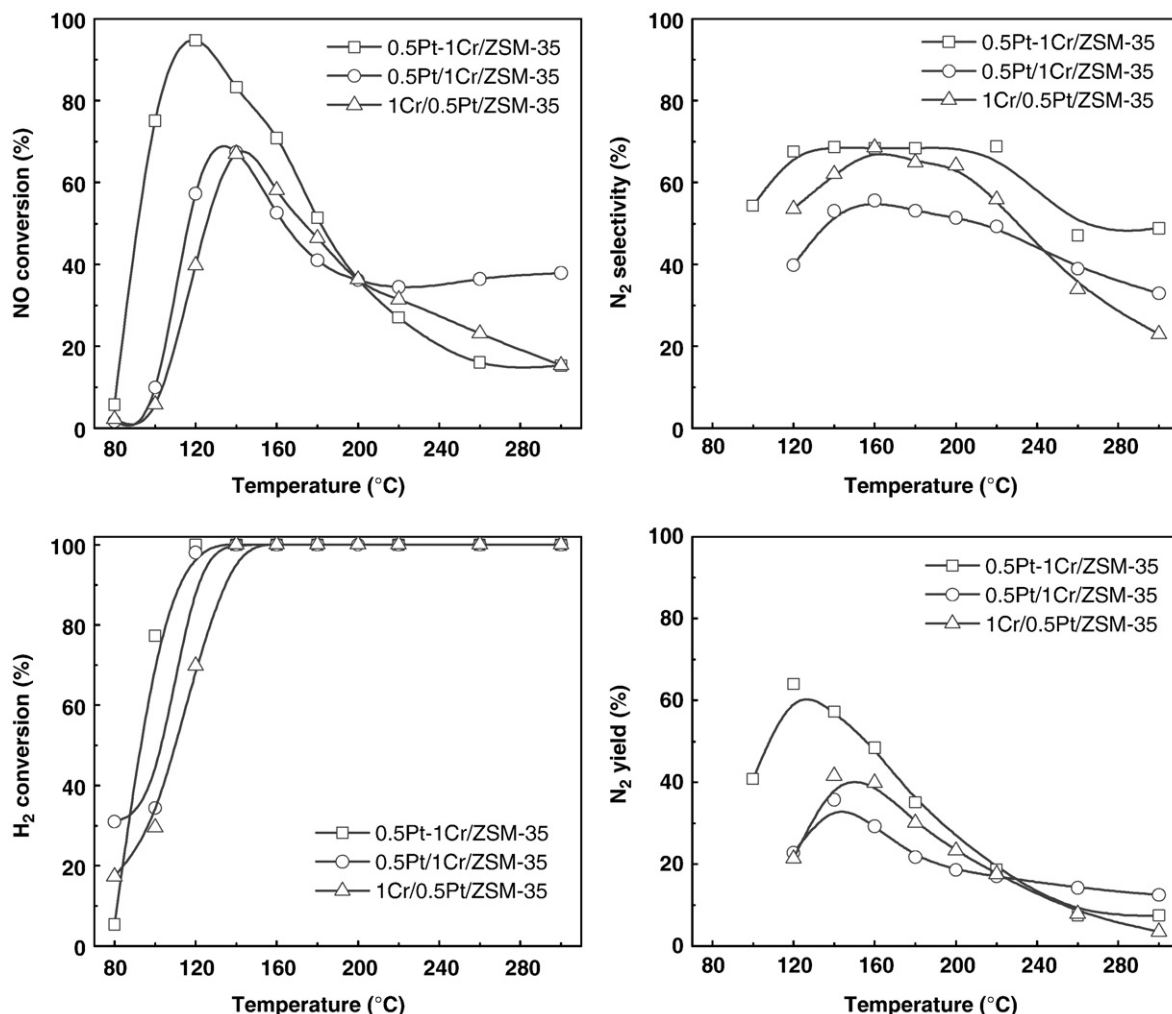 100
80
60
40
20
0
NO conversion (%)
0.5Pt-1Cr/ZSM-35
0.5Pt/1Cr/ZSM-35
1Cr/0.5Pt/ZSM-35
80 120 160 200 240 280
Temperature (°C)
100
80
60
40
20
0
N2 selectivity (%)
0.5Pt-1Cr/ZSM-35
0.5Pt/1Cr/ZSM-35
1Cr/0.5Pt/ZSM-35
80 120 160 200 240 280
Temperature (°C)
100
80
60
40
20
0
H2 conversion (%)
0.5Pt-1Cr/ZSM-35
0.5Pt/1Cr/ZSM-35
1Cr/0.5Pt/ZSM-35
80 120 160 200 240 280
Temperature (°C)
100
80
60
40
20
0
N2 yield (%)
0.5Pt-1Cr/ZSM-35
0.5Pt/1Cr/ZSM-35
1Cr/0.5Pt/ZSM-35
80 120 160 200 240 280
Temperature (°C)